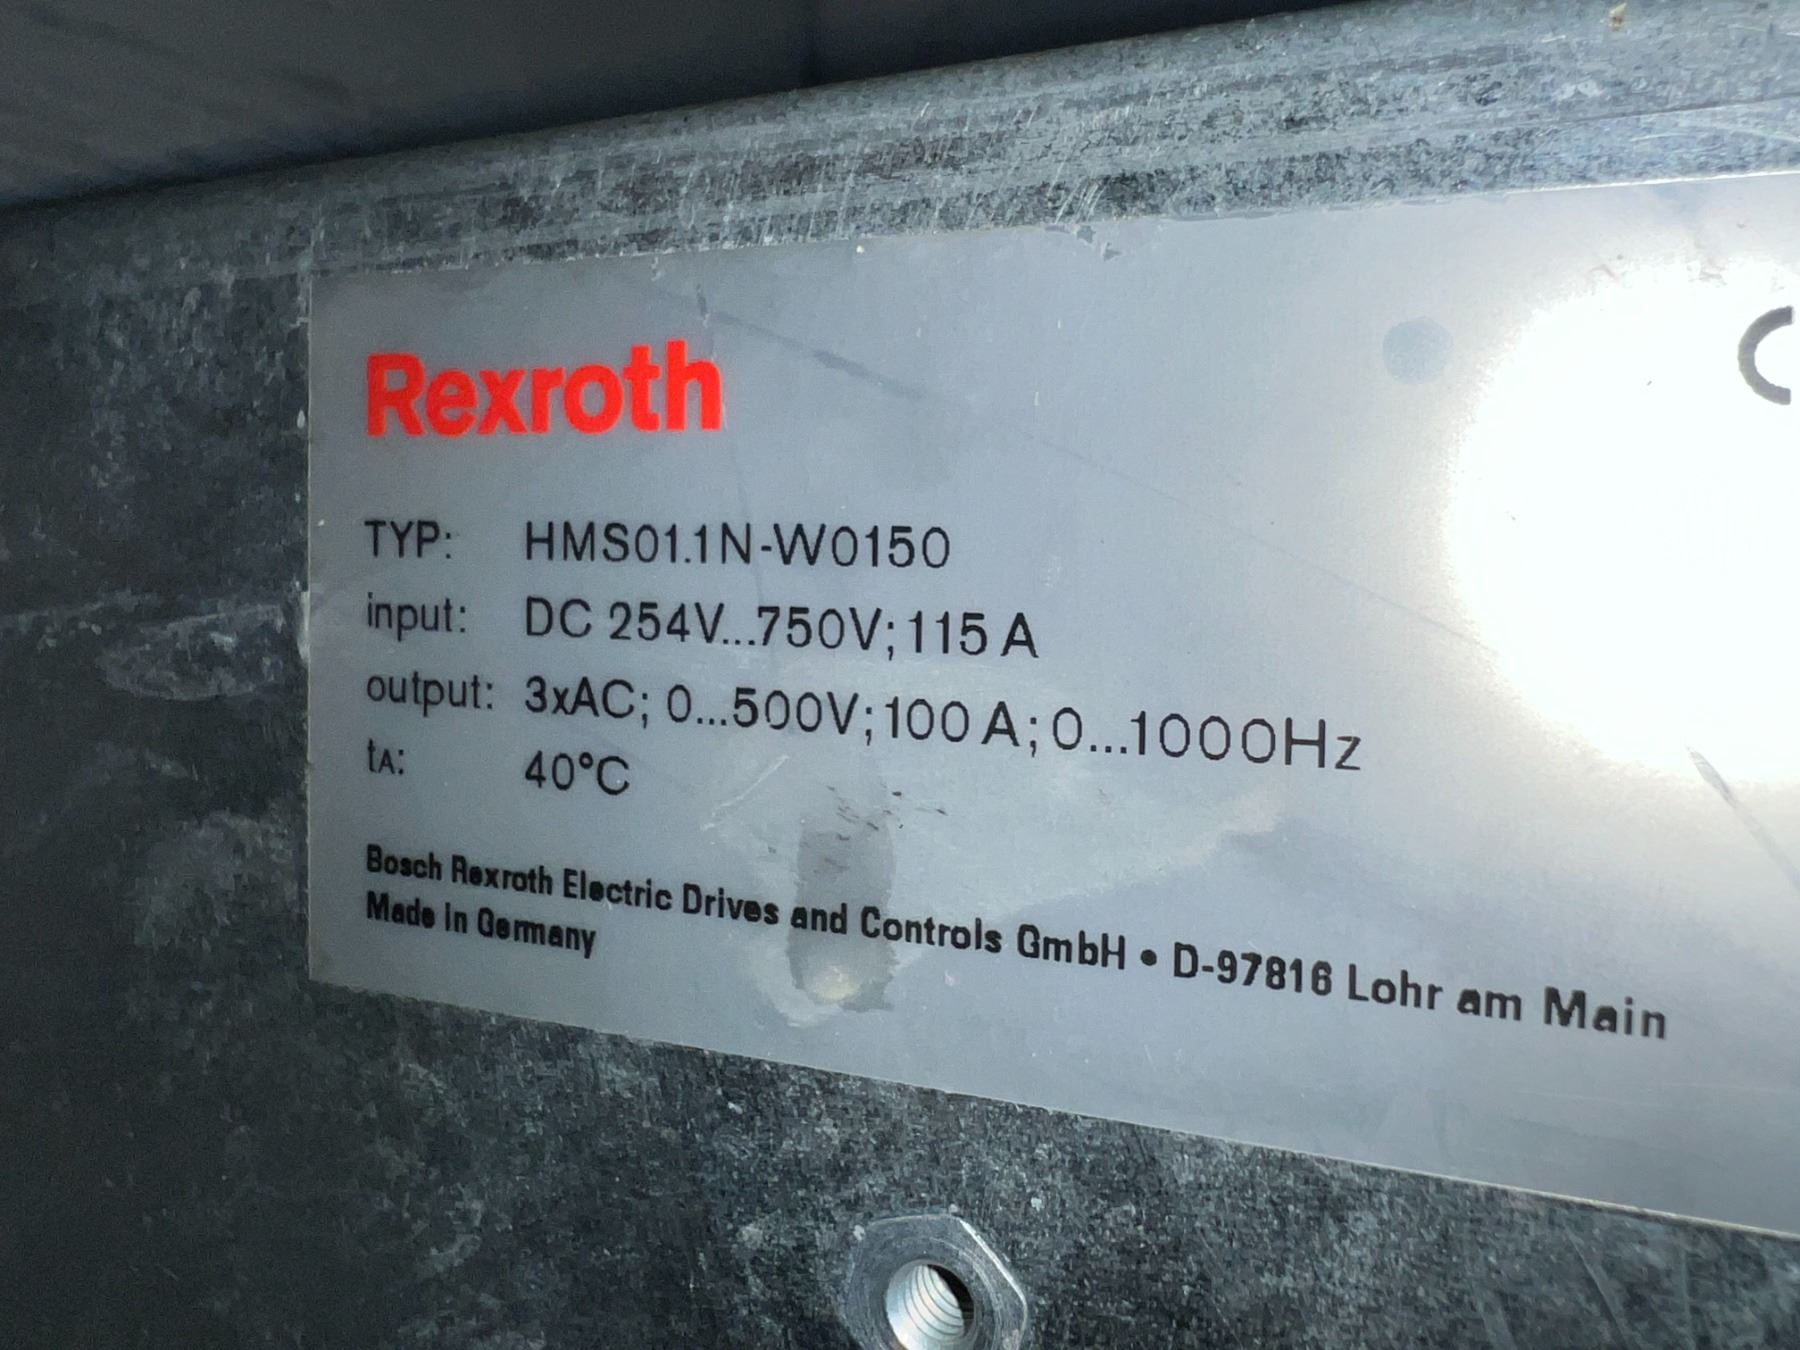 Rexroth
TYP: HMS01.1N-W0150
input: DC 254V...750V; 115 A
output: 3xAC; 0...500V; 100 A; 0...1000Hz
tA: 40°C
Bosch Rexroth Electric Drives and Controls GmbH • D-97816 Lohr am Main
Made in Germany